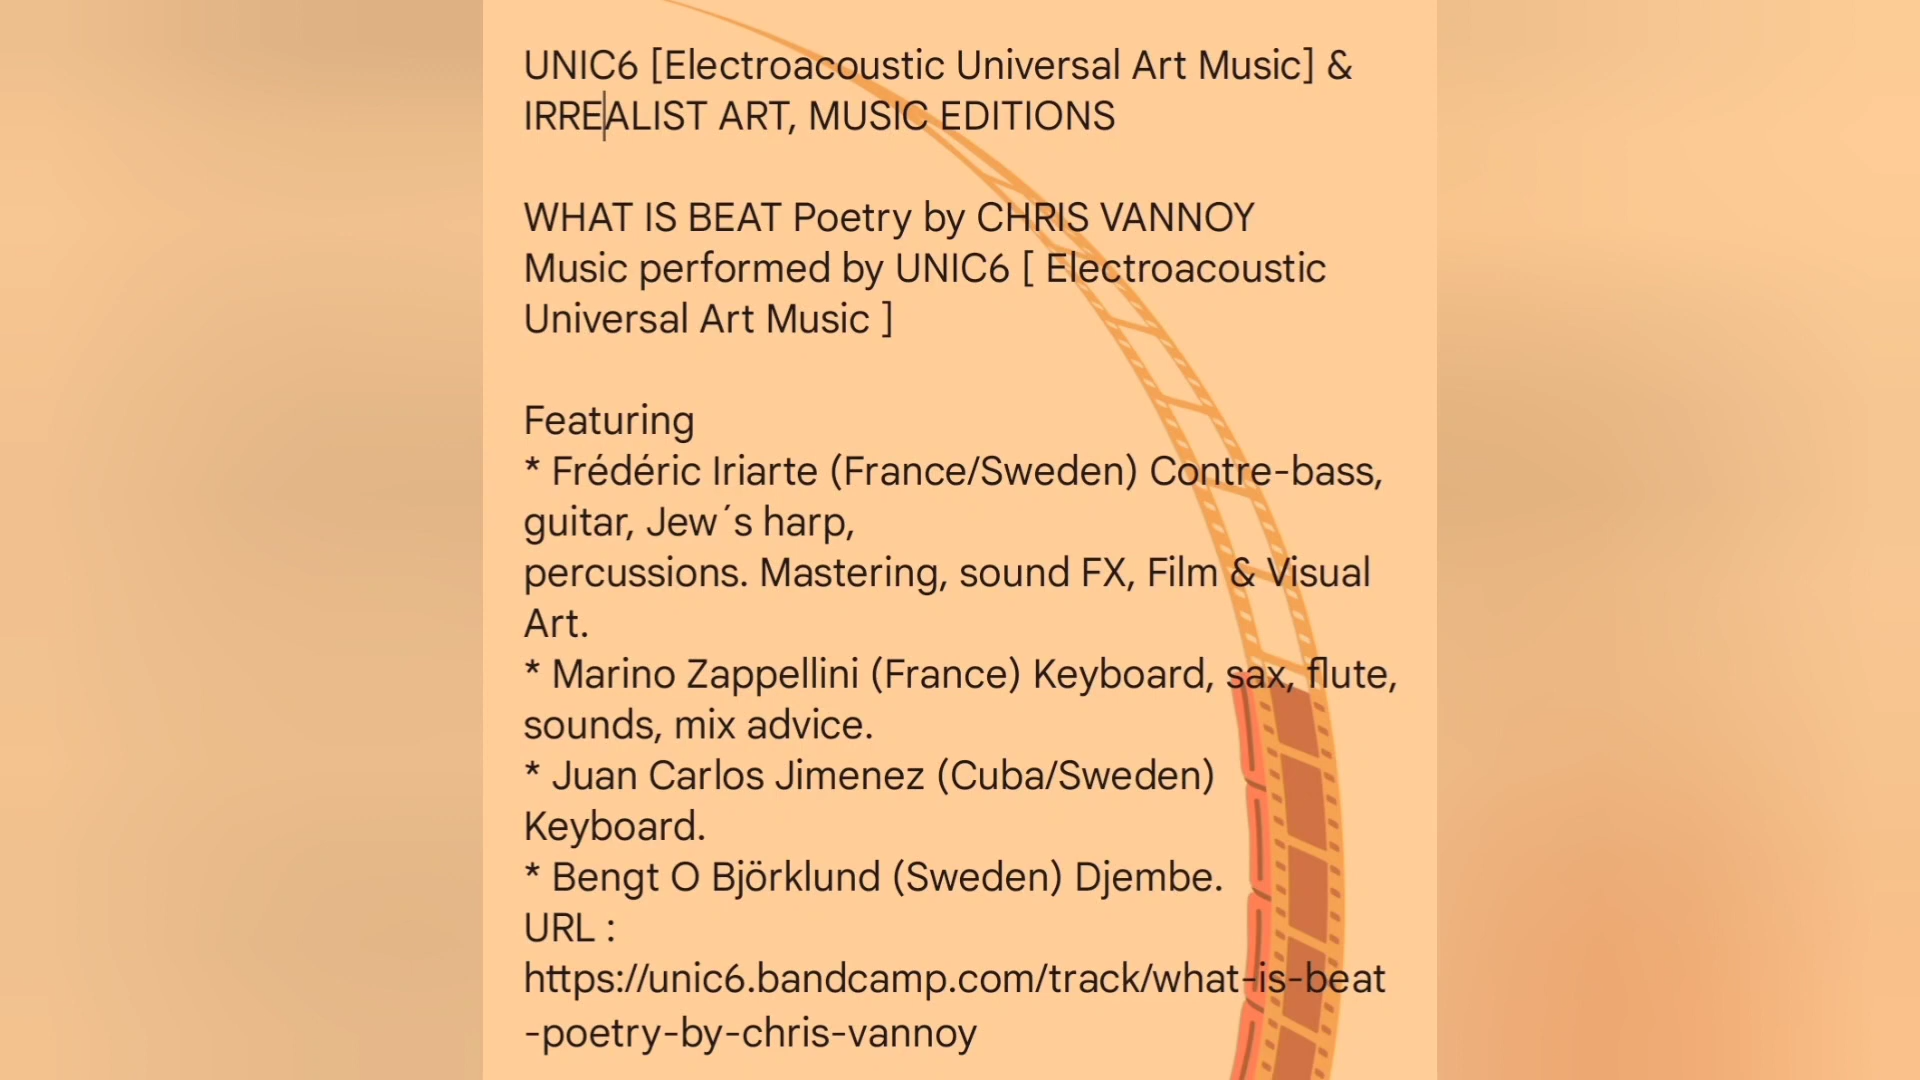 UNIC6 [Electroacoustic Universal Art Music] &
IRREALIST ART, MUSIC EDITIONS
WHAT IS BEAT Poetry by CHRIS VANNOY
Music performed by UNIC6 [ Electroacoustic
Universal Art Music ]
Featuring
* Frédéric Iriarte (France/Sweden) Contre-bass,
guitar, Jew´s harp,
percussions. Mastering, sound FX, Film & Visual
Art.
* Marino Zappellini (France) Keyboard, sax, flute,
sounds, mix advice.
* Juan Carlos Jimenez (Cuba/Sweden)
Keyboard.
* Bengt O Björklund (Sweden) Djembe.
URL :
https://unic6.bandcamp.com/track/what-is-beat
-poetry-by-chris-vannoy